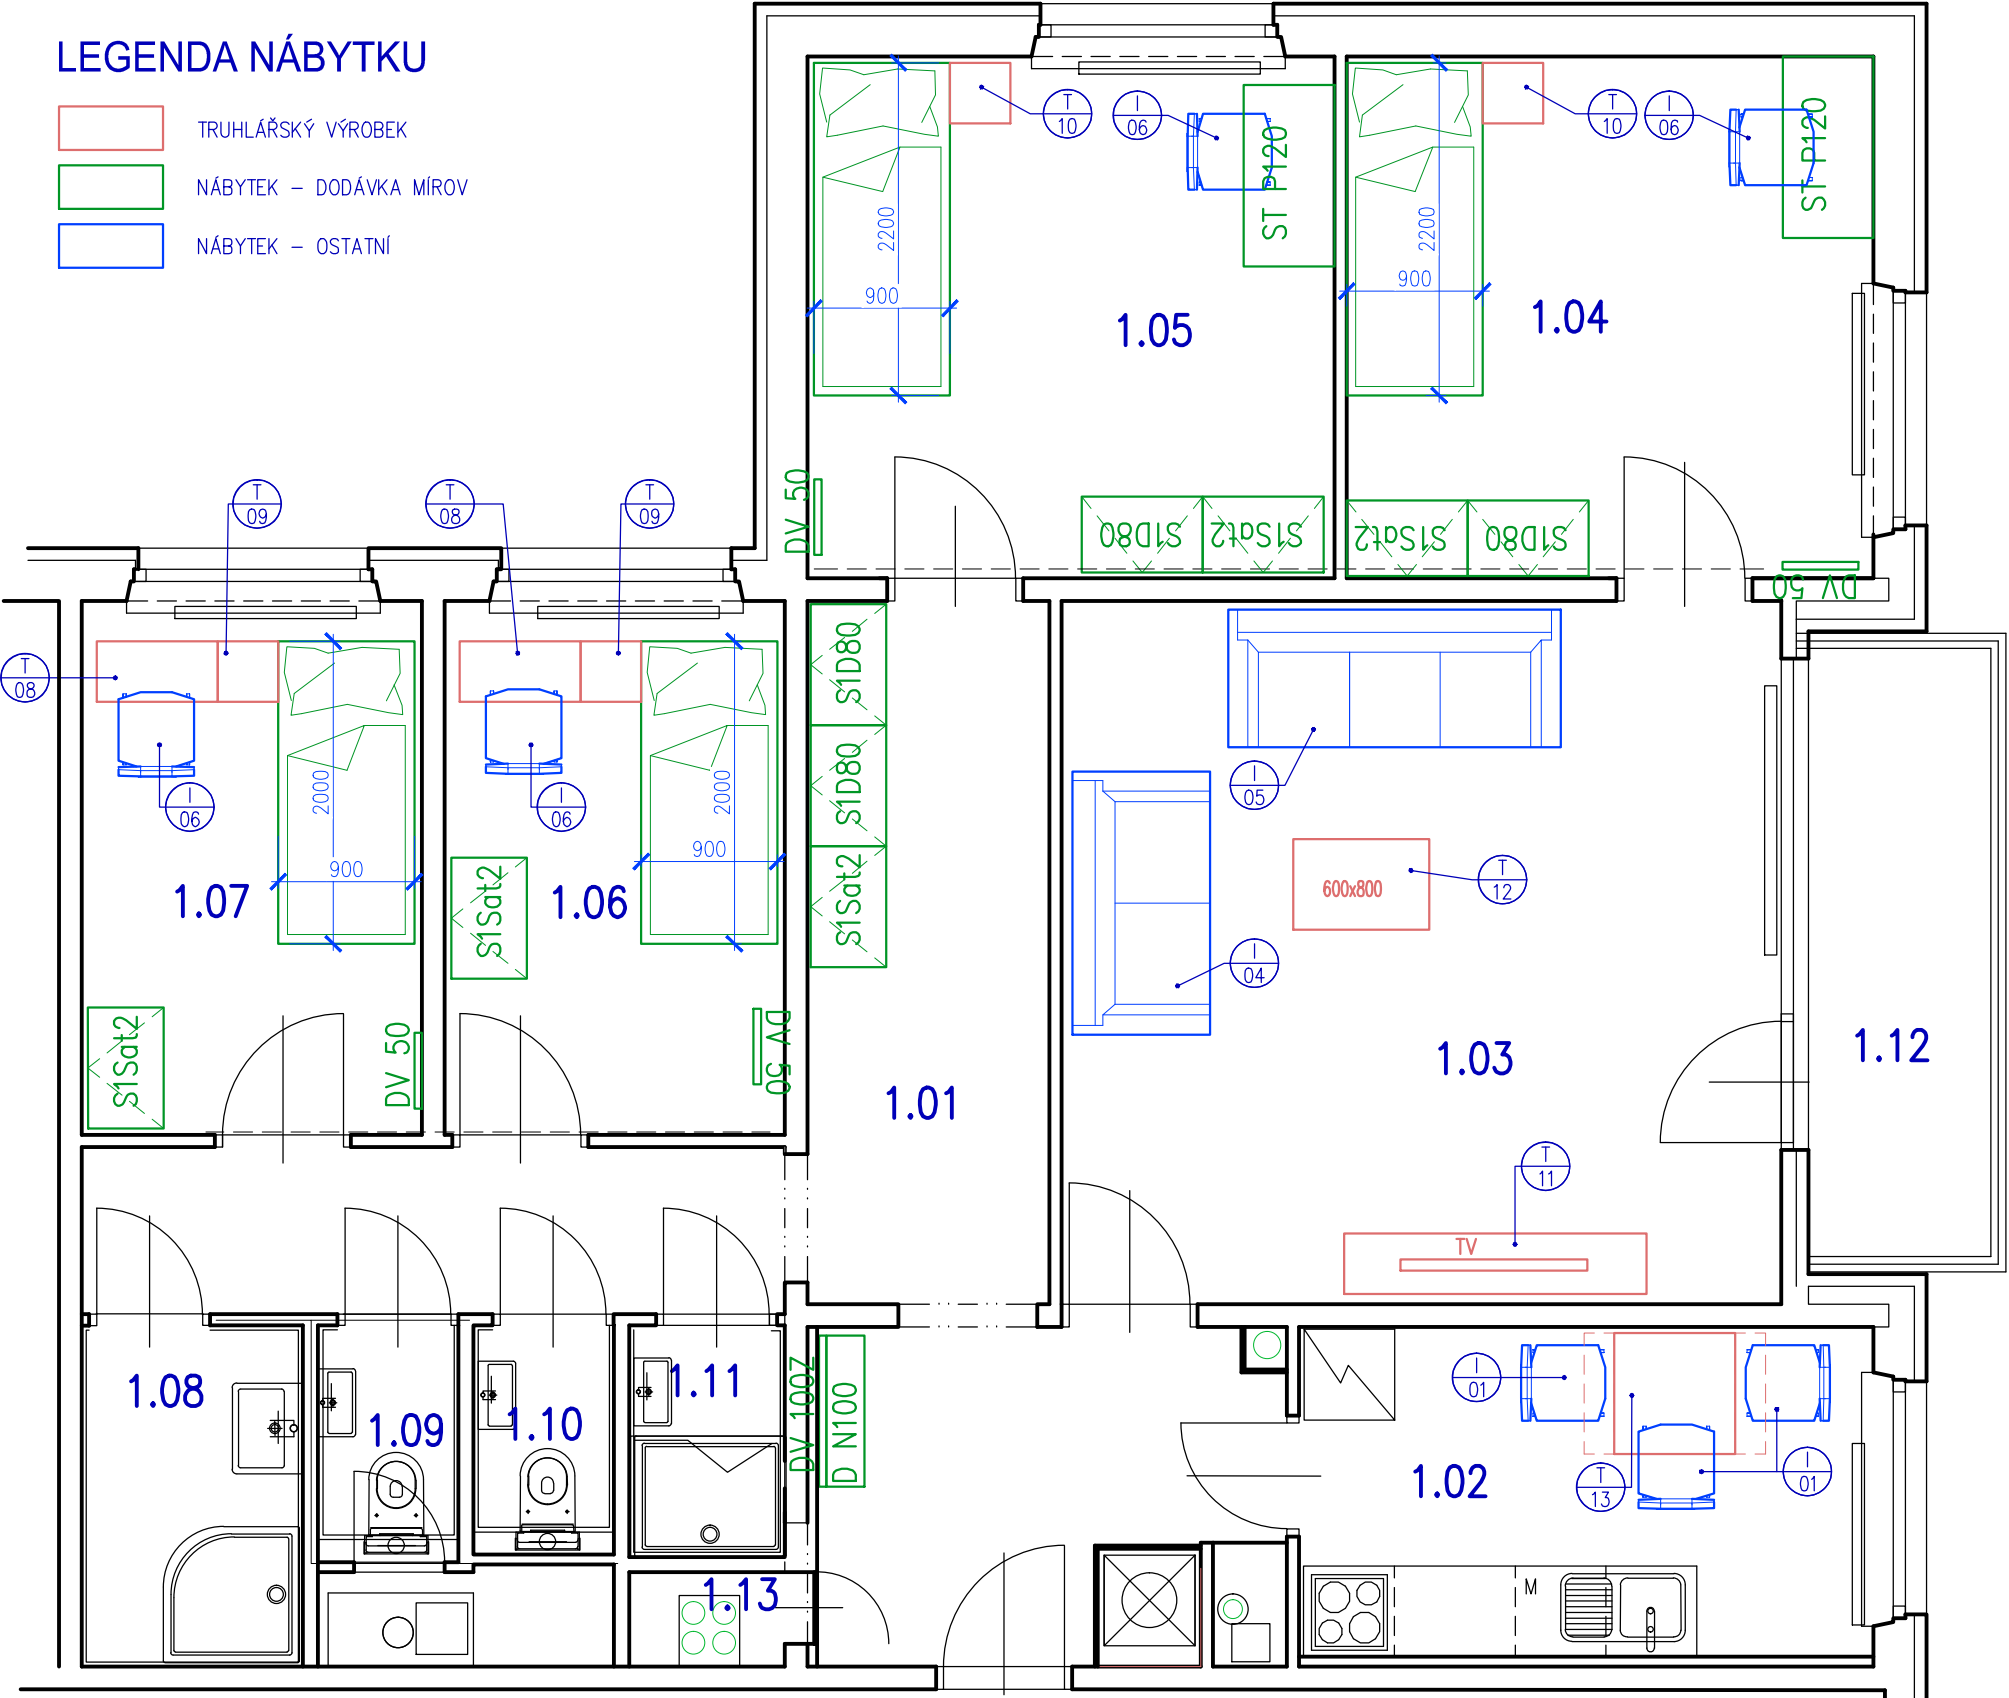 LEGENDA NÁBYTKU
TRUHLÁŘSKÝ VÝROBEK
NÁBYTEK – DODÁVKA MÍROV
NÁBYTEK – OSTATNÍ
T
10
I
06
T
10
I
06
ST P120
ST P120
2200
900
2200
900
1.05
1.04
DV 50
S1D80
S1Sat2
S1Sat2
S1D80
DV 50
T
09
T
08
T
09
T
08
2000
900
I
06
2000
900
I
06
1.07
1.06
S1Sat2
S1Sat2
DV 50
DV 50
S1D80
S1D80
S1Sat2
1.01
I
05
I
04
600x800
T
12
1.03
1.12
T
11
TV
1.08
1.09
1.10
1.11
DV 100Z
D N100
1.13
I
01
1.02
T
13
I
01
M